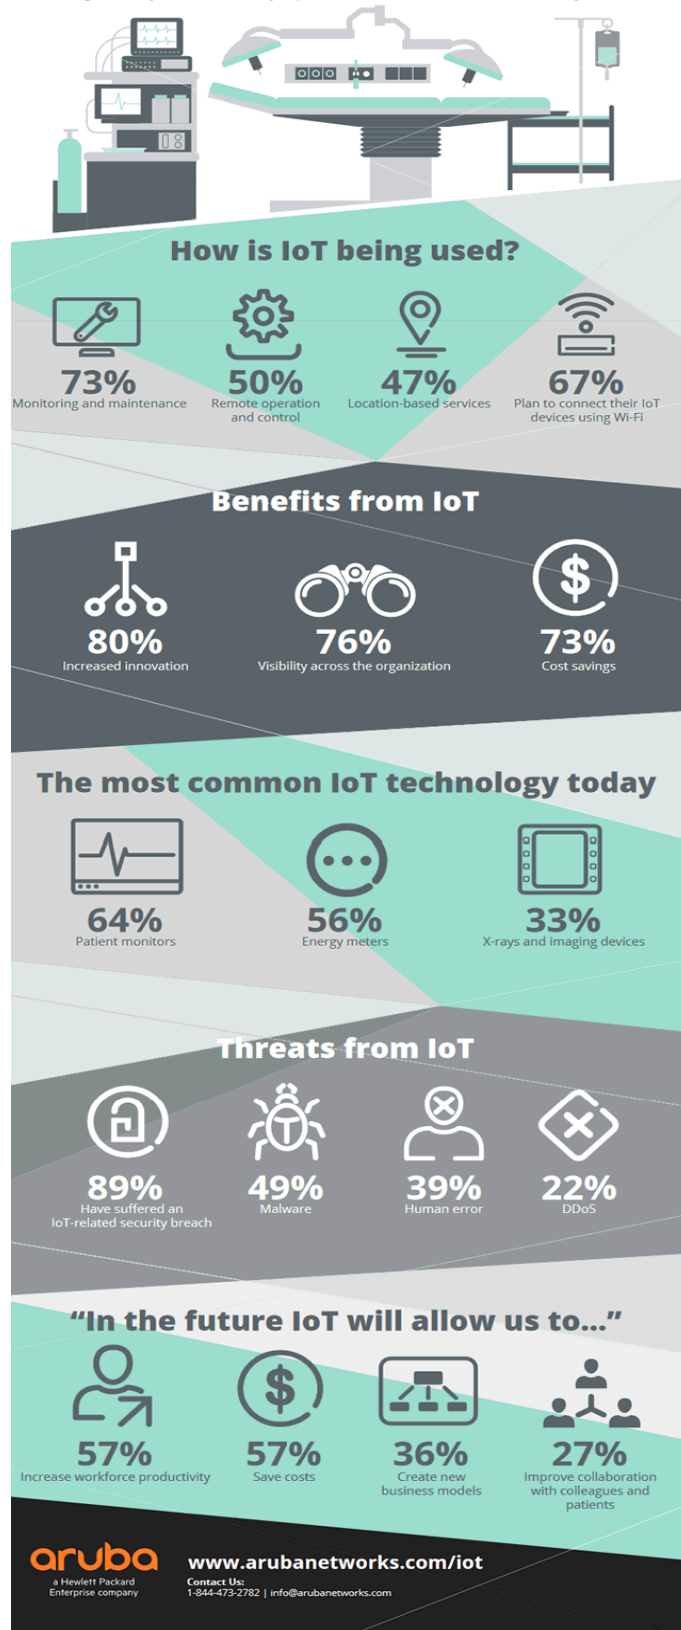 How is IoT being used?
73%
Monitoring and maintenance
50%
Remote operation
and control
47%
Location-based services
67%
Plan to connect their IoT
devices using Wi-Fi
Benefits from IoT
80%
Increased innovation
76%
Visibility across the organization
73%
Cost savings
The most common IoT technology today
64%
Patient monitors
56%
Energy meters
33%
X-rays and imaging devices
Threats from IoT
89%
Have suffered an
IoT-related security breach
49%
Malware
39%
Human error
22%
DDoS
“In the future IoT will allow us to...”
57%
Increase workforce productivity
57%
Save costs
36%
Create new
business models
27%
Improve collaboration
with colleagues and
patients
aruba
a Hewlett Packard
Enterprise company
www.arubanetworks.com/iot
Contact Us:
1-844-473-2782 | info@arubanetworks.com